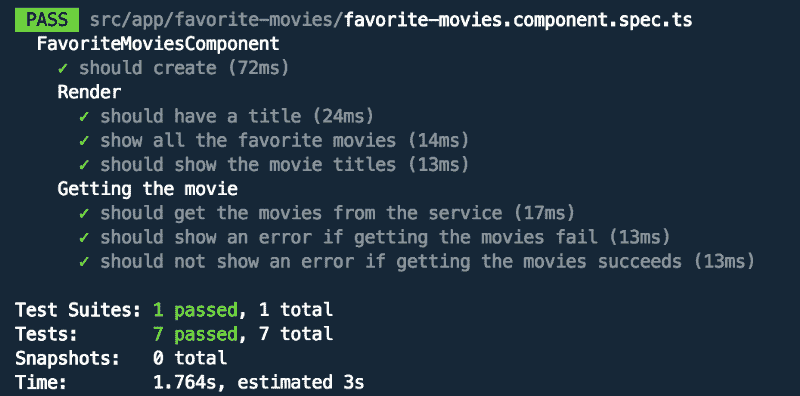 PASS src/app/favorite-movies/favorite-movies.component.spec.ts
FavoriteMoviesComponent
✓ should create (72ms)
Render
✓ should have a title (24ms)
✓ show all the favorite movies (14ms)
✓ should show the movie titles (13ms)
Getting the movie
✓ should get the movies from the service (17ms)
✓ should show an error if getting the movies fail (13ms)
✓ should not show an error if getting the movies succeeds (13ms)
Test Suites: 1 passed, 1 total
Tests: 7 passed, 7 total
Snapshots: 0 total
Time: 1.764s, estimated 3s